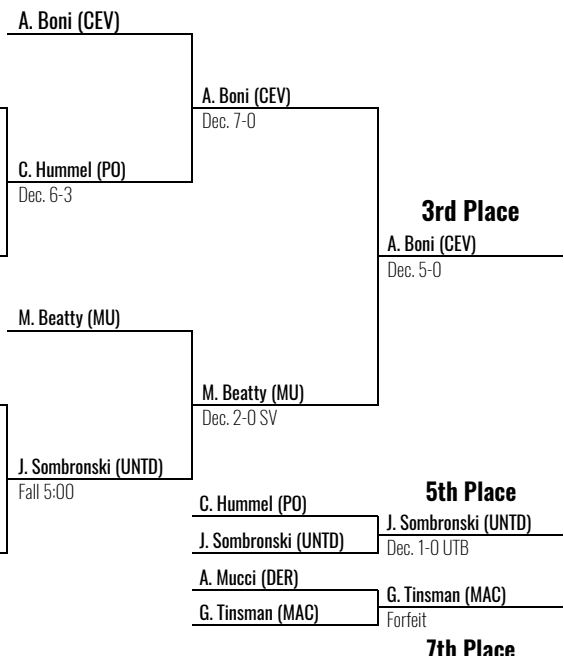 A. Boni (CEV)
A. Boni (CEV)
Dec. 7-0
C. Hummel (PO)
Dec. 6-3
3rd Place
A. Boni (CEV)
Dec. 5-0
M. Beatty (MU)
M. Beatty (MU)
Dec. 2-0 SV
J. Sombronski (UNTD)
Fall 5:00
5th Place
C. Hummel (PO)
J. Sombronski (UNTD)
J. Sombronski (UNTD)
Dec. 1-0 UTB
A. Mucci (DER)
G. Tinsman (MAC)
G. Tinsman (MAC)
Forfeit
7th Place